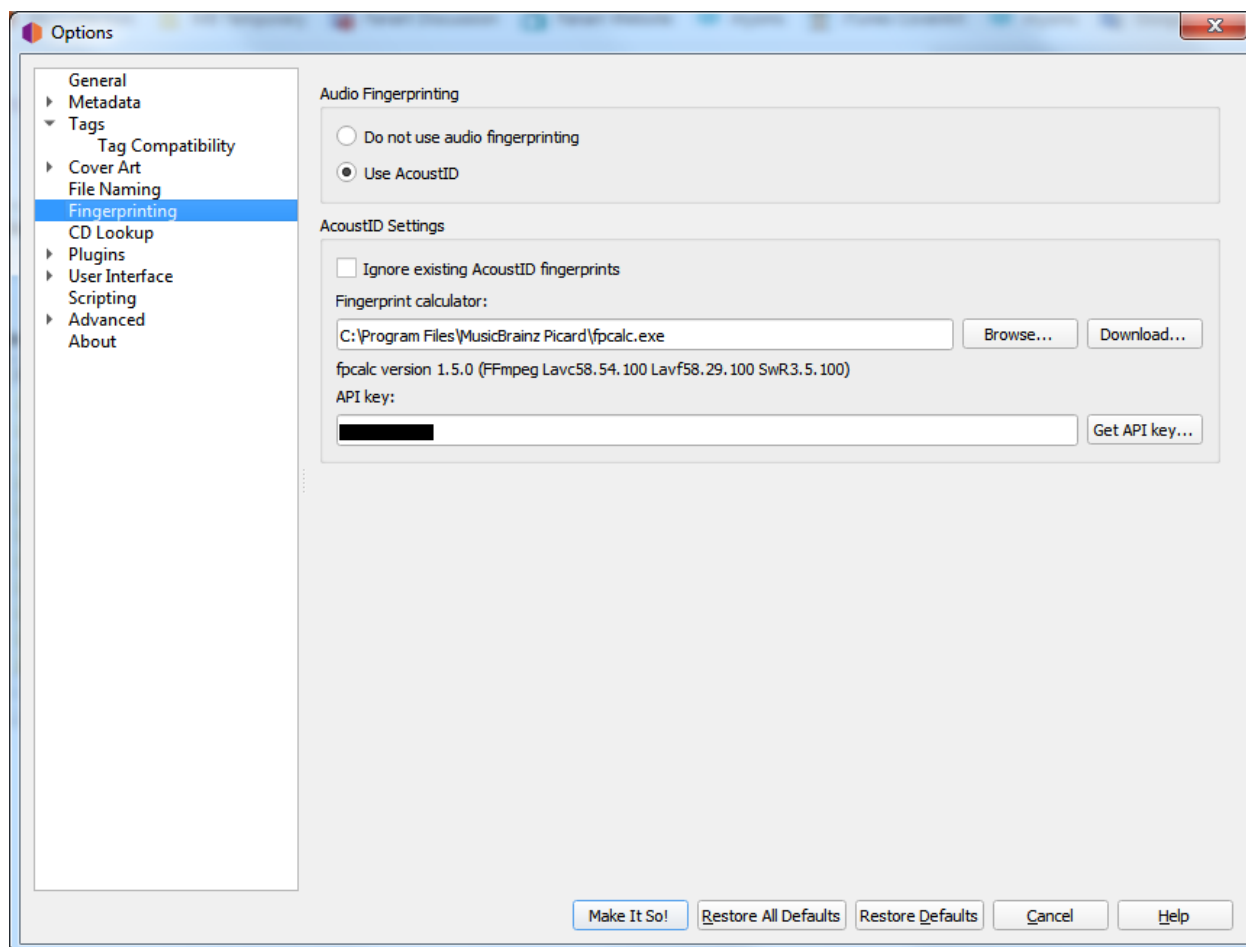 Options
General
Metadata
Tags
Tag Compatibility
Cover Art
File Naming
Fingerprinting
CD Lookup
Plugins
User Interface
Scripting
Advanced
About
Audio Fingerprinting
Do not use audio fingerprinting
Use AcoustID
AcoustID Settings
Ignore existing AcoustID fingerprints
Fingerprint calculator:
C:\Program Files\MusicBrainz Picard\fpcalc.exe
Browse...
Download...
fpcalc version 1.5.0 (FFmpeg Lavc58.54.100 Lavf58.29.100 SwR3.5.100)
API key:
Get API key...
Make It So!
Restore All Defaults
Restore Defaults
Cancel
Help